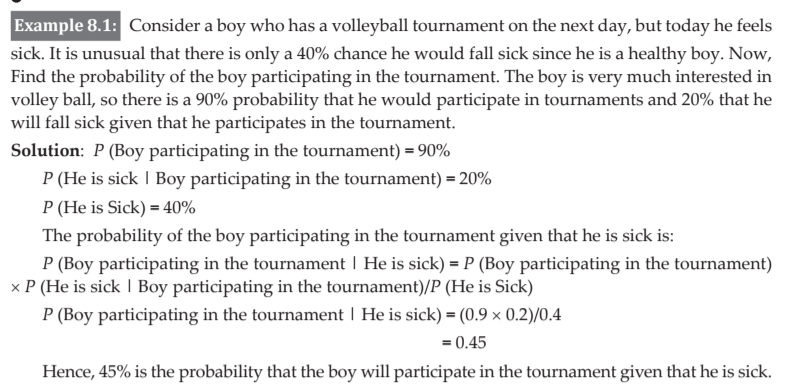 Example 8.1: Consider a boy who has a volleyball tournament on the next day, but today he feels
sick. It is unusual that there is only a 40% chance he would fall sick since he is a healthy boy. Now,
Find the probability of the boy participating in the tournament. The boy is very much interested in
volley ball, so there is a 90% probability that he would participate in tournaments and 20% that he
will fall sick given that he participates in the tournament.
Solution: P (Boy participating in the tournament) = 90%
P (He is sick | Boy participating in the tournament) = 20%
P (He is Sick) = 40%
The probability of the boy participating in the tournament given that he is sick is:
P (Boy participating in the tournament | He is sick) = P (Boy participating in the tournament)
× P (He is sick | Boy participating in the tournament)/P (He is Sick)
P (Boy participating in the tournament | He is sick) = (0.9 × 0.2)/0.4
= 0.45
Hence, 45% is the probability that the boy will participate in the tournament given that he is sick.